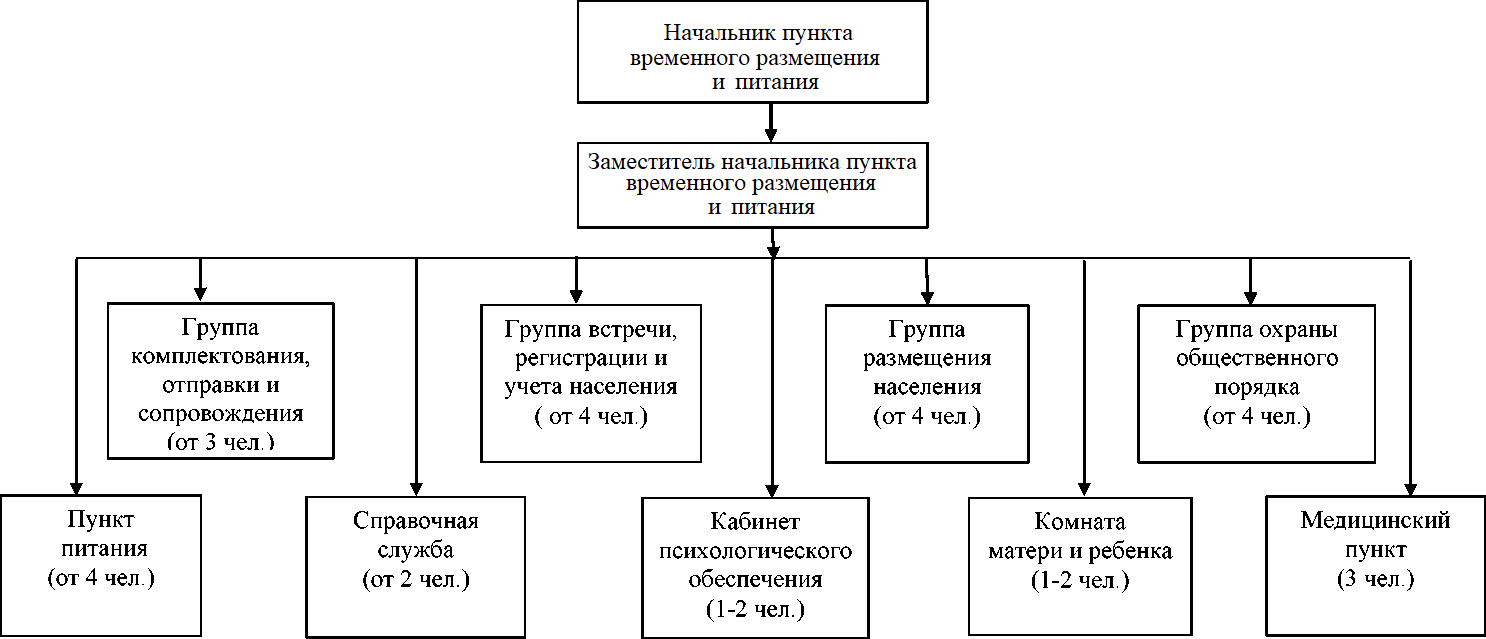 Начальник пункта
временного размещения
и питания
Заместитель начальника пункта
временного размещения
и питания
Группа
комплектования,
отправки и
сопровождения
(от 3 чел.)
Группа встречи,
регистрации и
учета населения
( от 4 чел.)
Группа
размещения
населения
(от 4 чел.)
Группа охраны
общественного
порядка
(от 4 чел.)
Пункт
питания
(от 4 чел.)
Справочная
служба
(от 2 чел.)
Кабинет
психологического
обеспечения
(1-2 чел.)
Комната
матери и ребенка
(1-2 чел.)
Медицинский
пункт
(3 чел.)